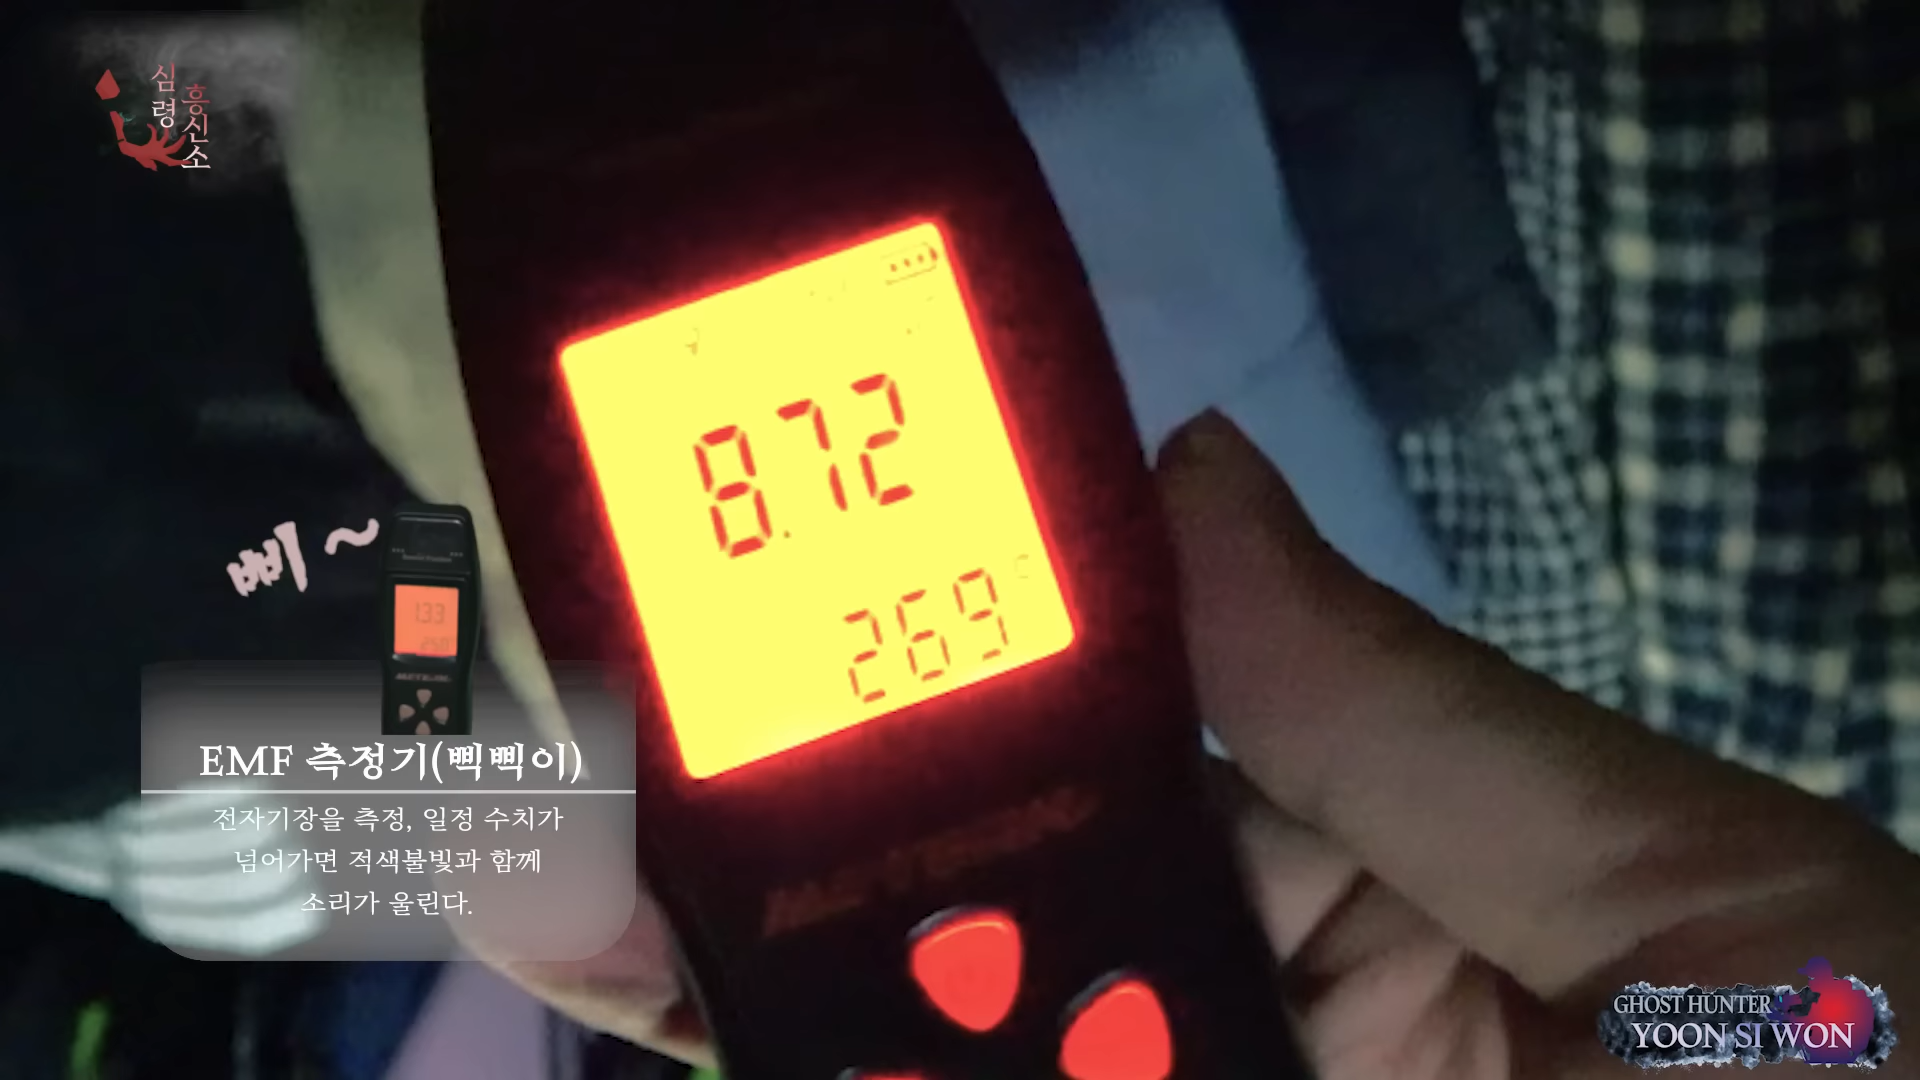 심령
흥신소
8.72
269
삐~
133
EMF 측정기(삑삑이)
전자기장을 측정, 일정 수치가
넘어가면 적색불빛과 함께
소리가 울린다.
GHOST HUNTER
YOON SI WON